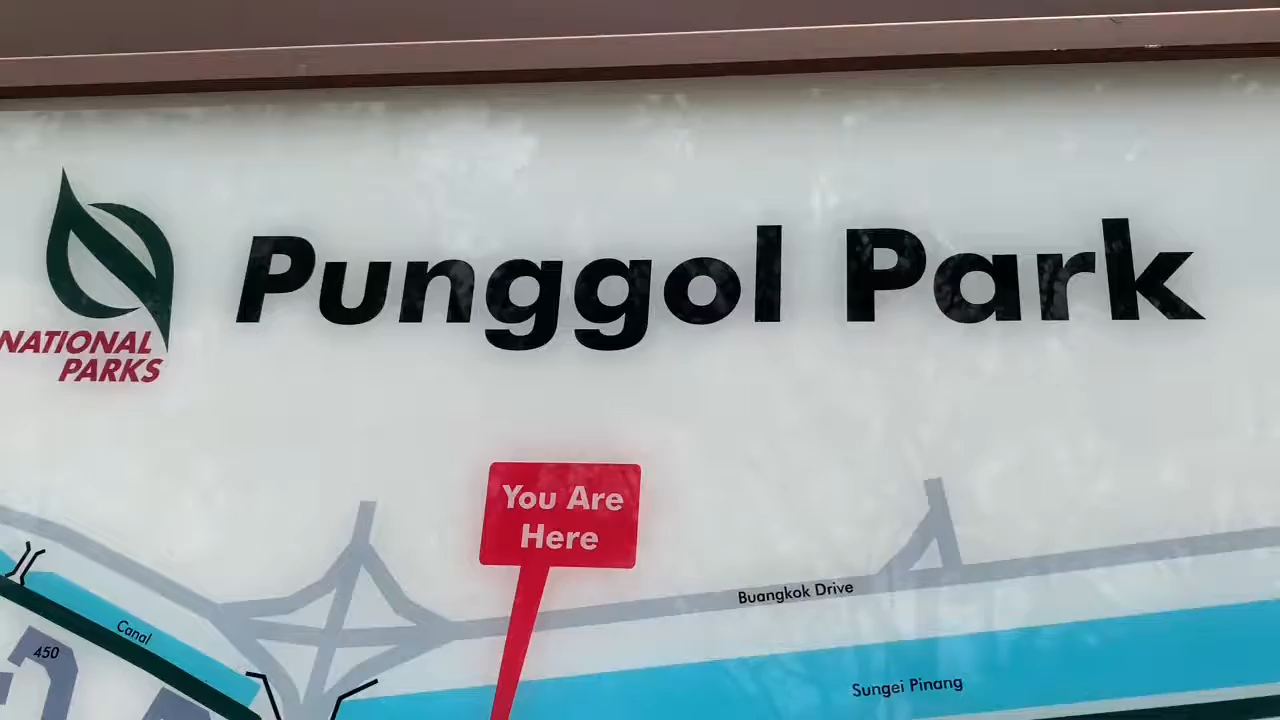 Punggol Park
NATIONAL
PARKS
You Are
Here
Buangkok Drive
Canal
450
Sungei Pinang